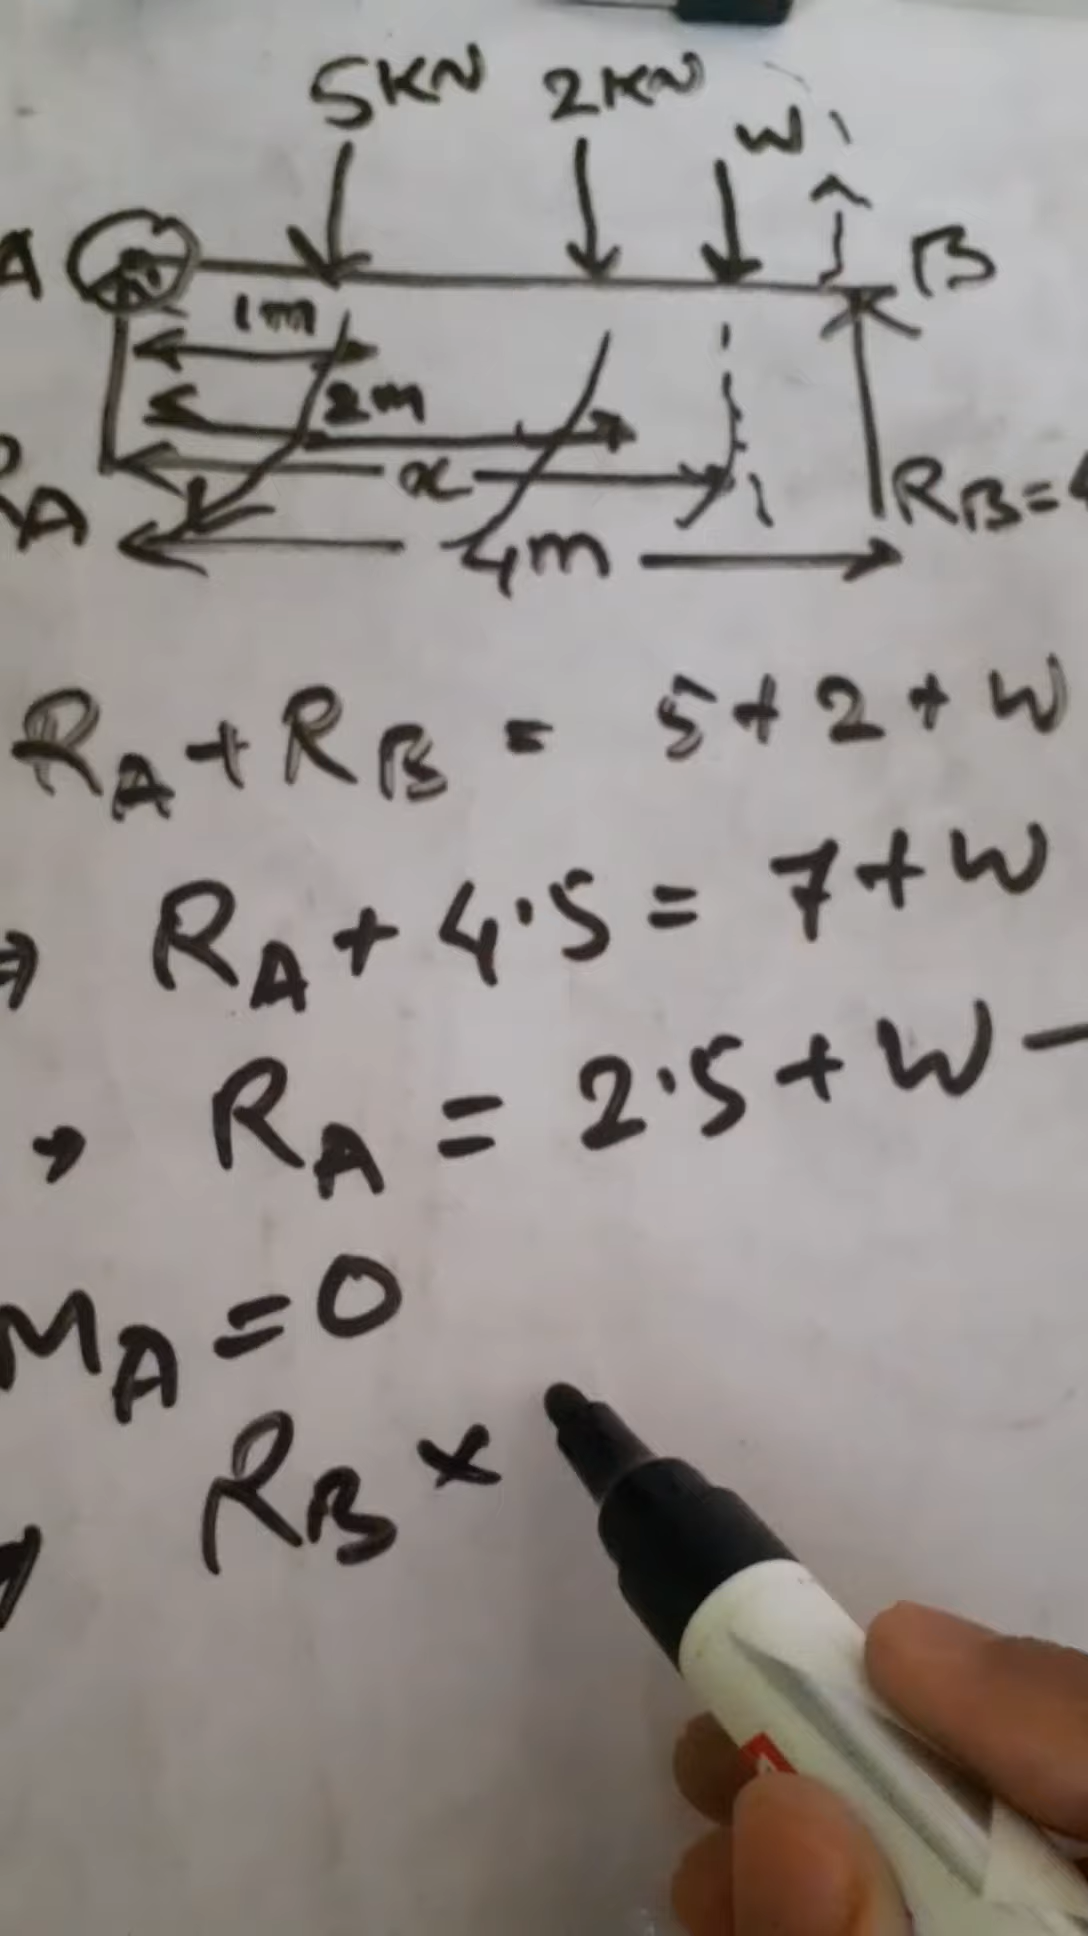 5KN 2KN W
A B
1m
2m
x
RA RB=4
4m
RA+RB = 5+2+W
⇒ RA+4.5= 7+W
RA = 2.5+W -
MA=0
RB ×